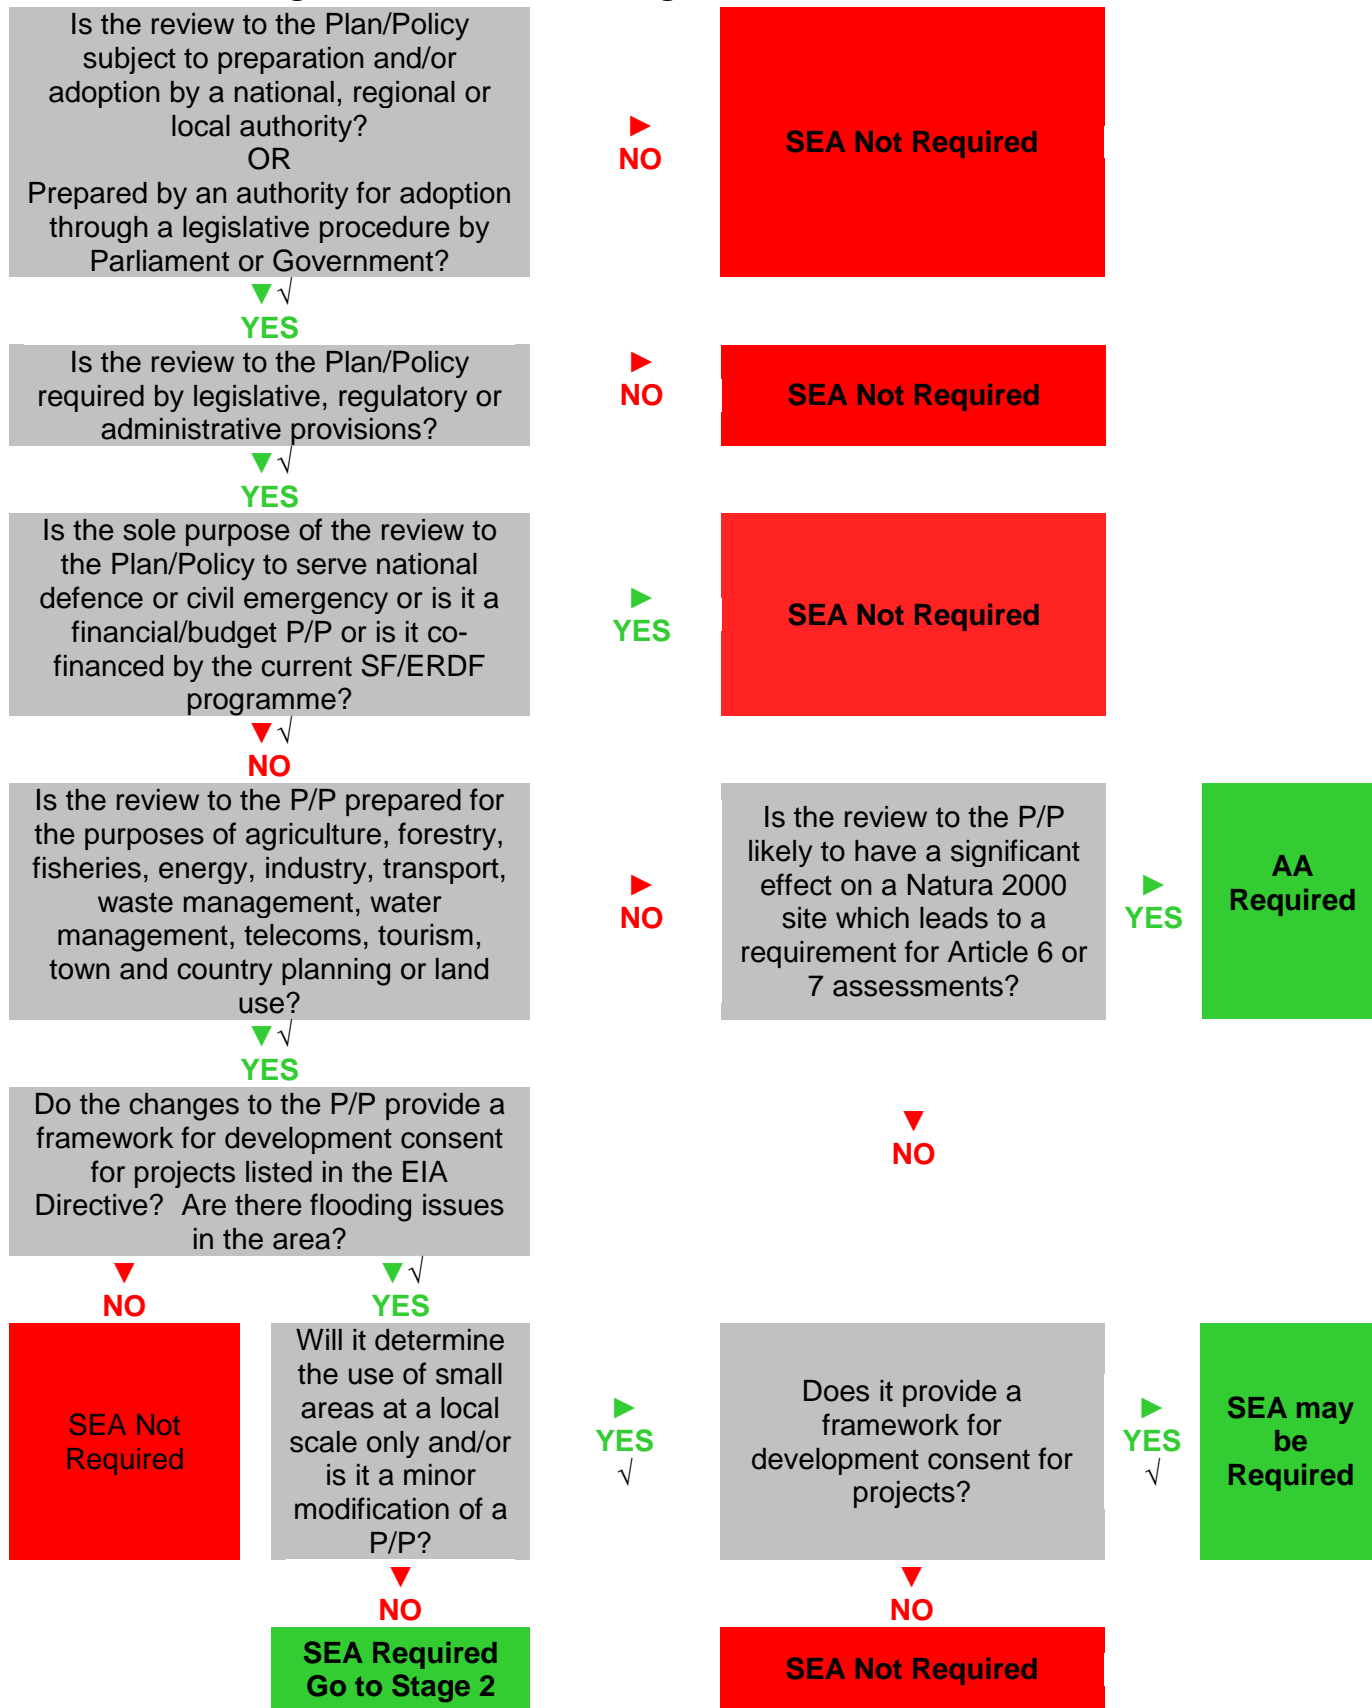 Is the review to the Plan/Policy
subject to preparation and/or
adoption by a national, regional or
local authority?
OR
Prepared by an authority for adoption
through a legislative procedure by
Parliament or Government?
►
NO
SEA Not Required
▼ √
YES
Is the review to the Plan/Policy
required by legislative, regulatory or
administrative provisions?
►
NO
SEA Not Required
▼ √
YES
Is the sole purpose of the review to
the Plan/Policy to serve national
defence or civil emergency or is it a
financial/budget P/P or is it co-
financed by the current SF/ERDF
programme?
►
YES
SEA Not Required
▼ √
NO
Is the review to the P/P prepared for
the purposes of agriculture, forestry,
fisheries, energy, industry, transport,
waste management, water
management, telecoms, tourism,
town and country planning or land
use?
►
NO
Is the review to the P/P
likely to have a significant
effect on a Natura 2000
site which leads to a
requirement for Article 6 or
7 assessments?
►
YES
AA
Required
▼ √
YES
Do the changes to the P/P provide a
framework for development consent
for projects listed in the EIA
Directive?  Are there flooding issues
in the area?
▼
NO
▼
NO
▼ √
YES
SEA Not
Required
Will it determine
the use of small
areas at a local
scale only and/or
is it a minor
modification of a
P/P?
►
YES
√
Does it provide a
framework for
development consent for
projects?
►
YES
√
SEA may
be
Required
▼
NO
▼
NO
SEA Required
Go to Stage 2
SEA Not Required